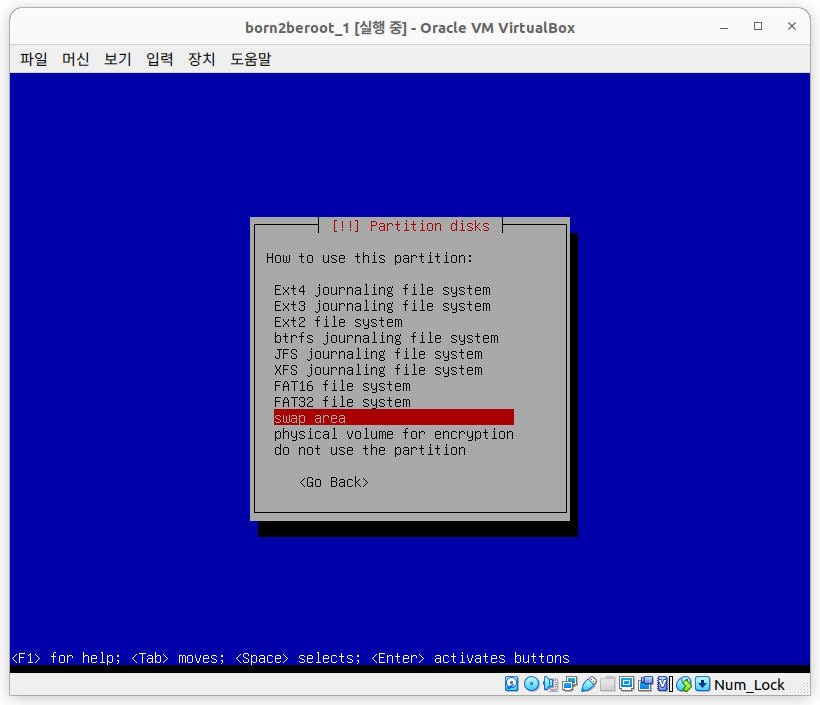 born2beroot_1 [실행 중] - Oracle VM VirtualBox
파일 머신 보기 입력 장치 도움말
[!!] Partition disks
How to use this partition:
Ext4 journaling file system
Ext3 journaling file system
Ext2 file system
btrfs journaling file system
JFS journaling file system
XFS journaling file system
FAT16 file system
FAT32 file system
swap area
physical volume for encryption
do not use the partition
<Go Back>
<F1> for help; <Tab> moves; <Space> selects; <Enter> activates buttons
Num_Lock